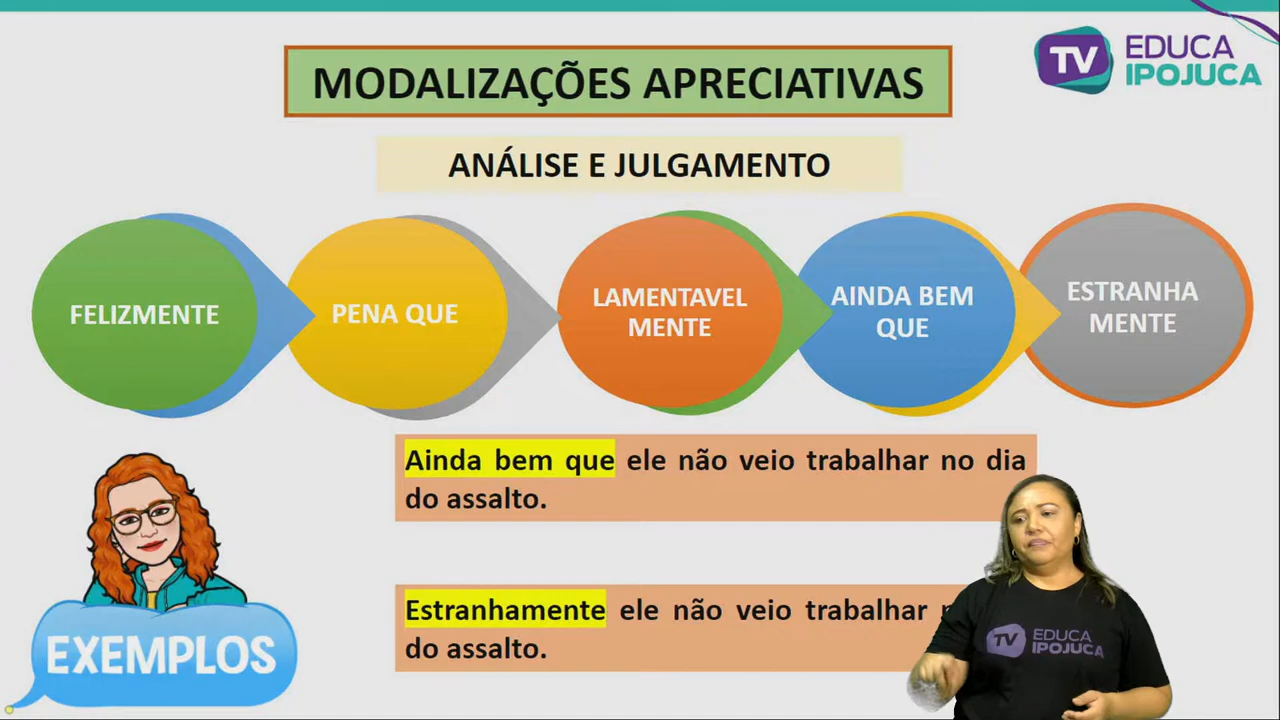 MODALIZAÇÕES APRECIATIVAS
TV EDUCA
IPOJUCA
ANÁLISE E JULGAMENTO
FELIZMENTE
PENA QUE
LAMENTAVEL
MENTE
AINDA BEM
QUE
ESTRANHA
MENTE
Ainda bem que ele não veio trabalhar no dia
do assalto.
Estranhamente ele não veio trabalhar
do assalto.
EXEMPLOS
TV EDUCA
IPOJUCA